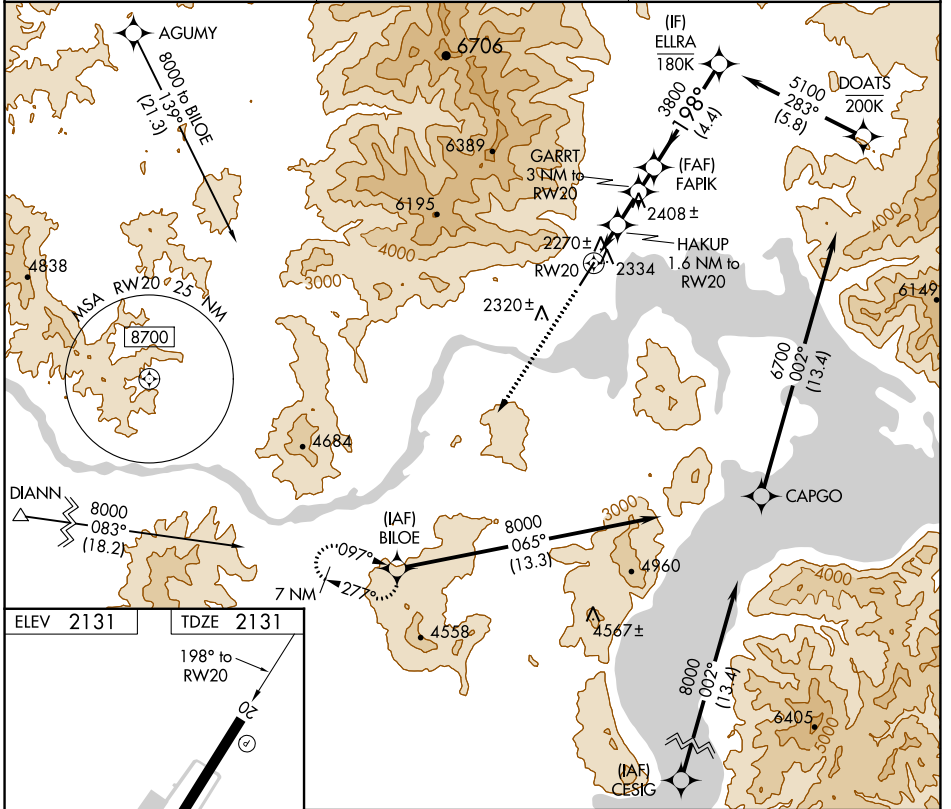 AGUMY
8000 to BILOE
139°
(21.3)
6706
6389
6195
4000
3000
(IF)
ELLRA
180K
5100
283°
(5.8)
DOATS
200K
3800
198°
(4.4)
GARRT
3 NM to
RW20
(FAF)
FAPIK
2408 ±
2270 ±
HAKUP
1.6 NM to
RW20
RW20
2334
2320 ±
4000
6149
4838
MSA RW20 25 NM
8700
4684
6700
002°
(13.4)
CAPGO
DIANN
8000
083°
(18.2)
(IAF)
BILOE
097°
277°
7 NM
8000
065°
(13.3)
3000
4960
4558
4567 ±
4000
8000
002°
(13.4)
6405
5000
(IAF)
CESIG
ELEV 2131
TDZE 2131
198° to
RW20
20
P